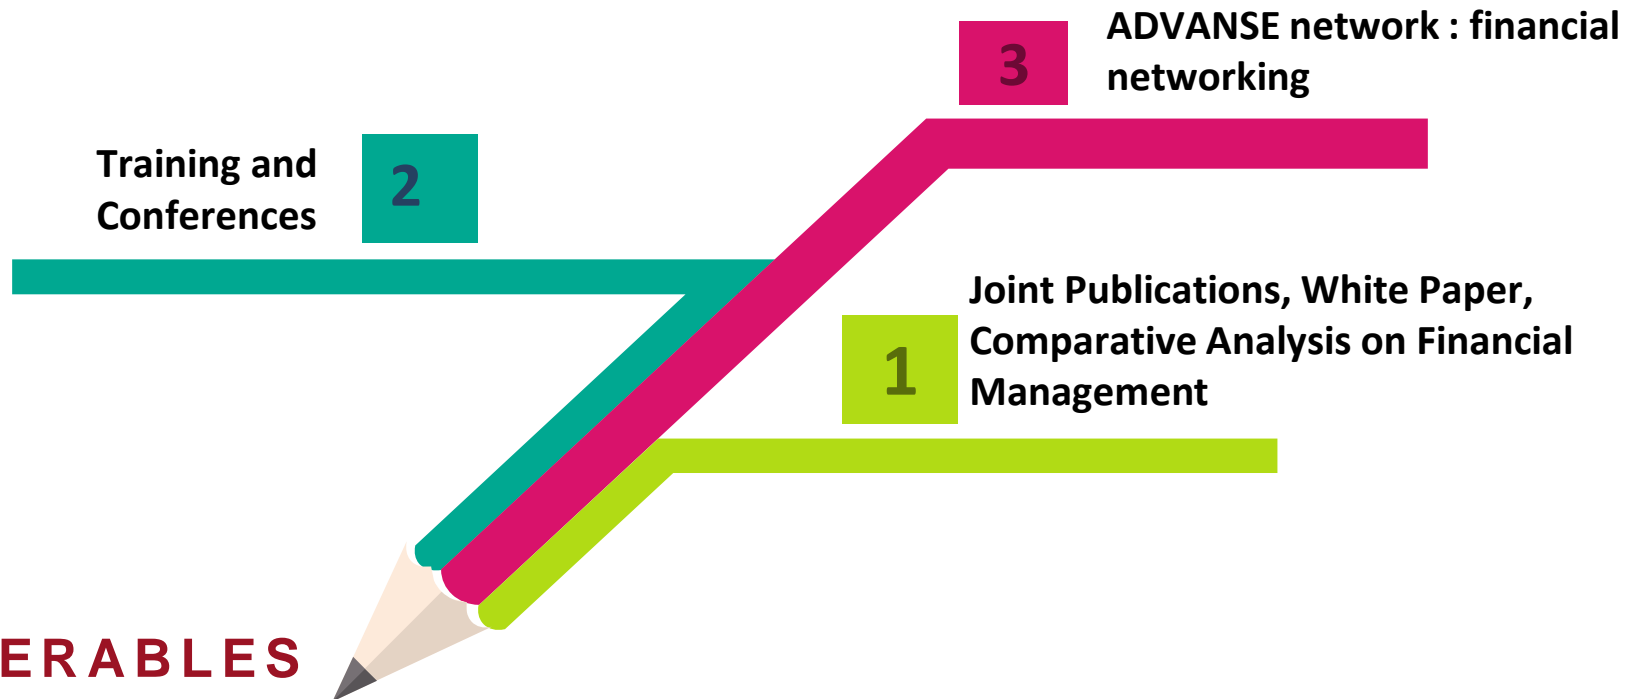 3
ADVANSE network : financial
networking
2
Training and
Conferences
1
Joint Publications, White Paper,
Comparative Analysis on Financial
Management
ERABLES